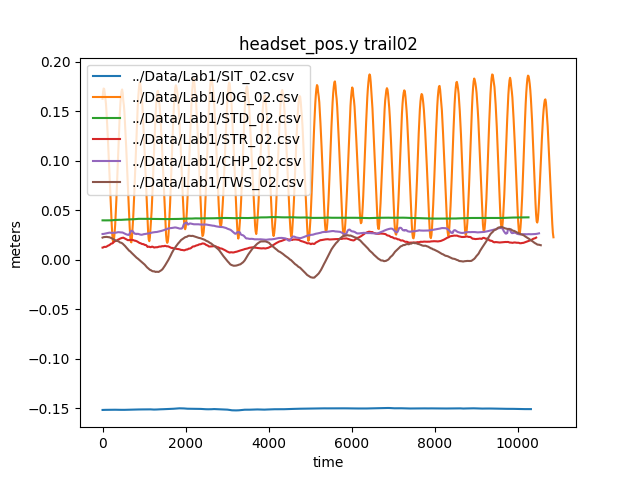 headset_pos.y trail02
../Data/Lab1/SIT_02.csv
../Data/Lab1/JOG_02.csv
../Data/Lab1/STD_02.csv
../Data/Lab1/STR_02.csv
../Data/Lab1/CHP_02.csv
../Data/Lab1/TWS_02.csv
meters
0.20
0.15
0.10
0.05
0.00
−0.05
−0.10
−0.15
0 2000 4000 6000 8000 10000
time